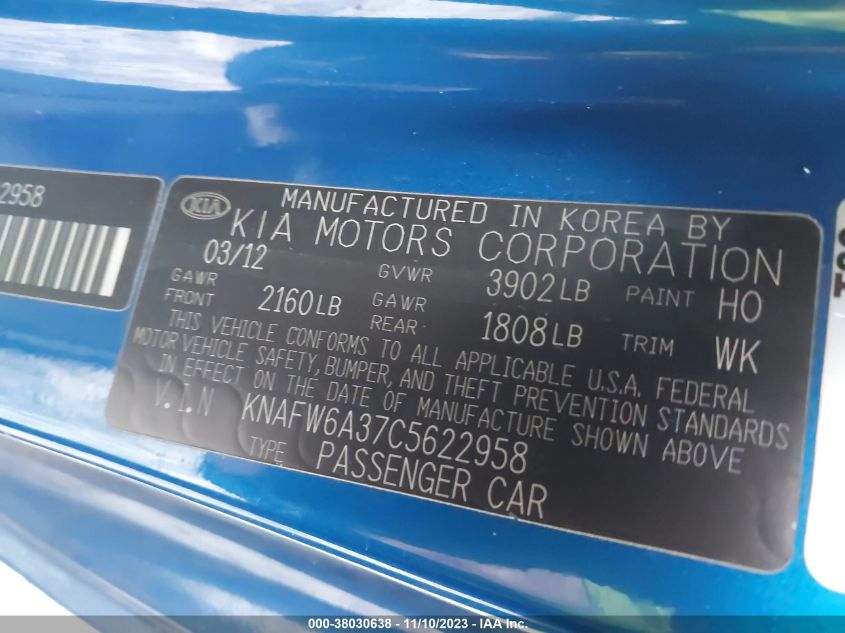 2958
KIA
MANUFACTURED IN KOREA BY
KIA MOTORS CORPORATION
03/12 GVWR 3902LB PAINT HO
GAWR FRONT 2160LB GAWR REAR 1808LB TRIM WK
THIS VEHICLE CONFORMS TO ALL APPLICABLE U.S.A. FEDERAL
MOTOR VEHICLE SAFETY, BUMPER, AND THEFT PREVENTION STANDARDS
IN EFFECT ON THE DATE OF MANUFACTURE SHOWN ABOVE
V.I.N KNAFW6A37C5622958
TYPE PASSENGER CAR
000-38030638 - 11/10/2023 - IAA Inc.